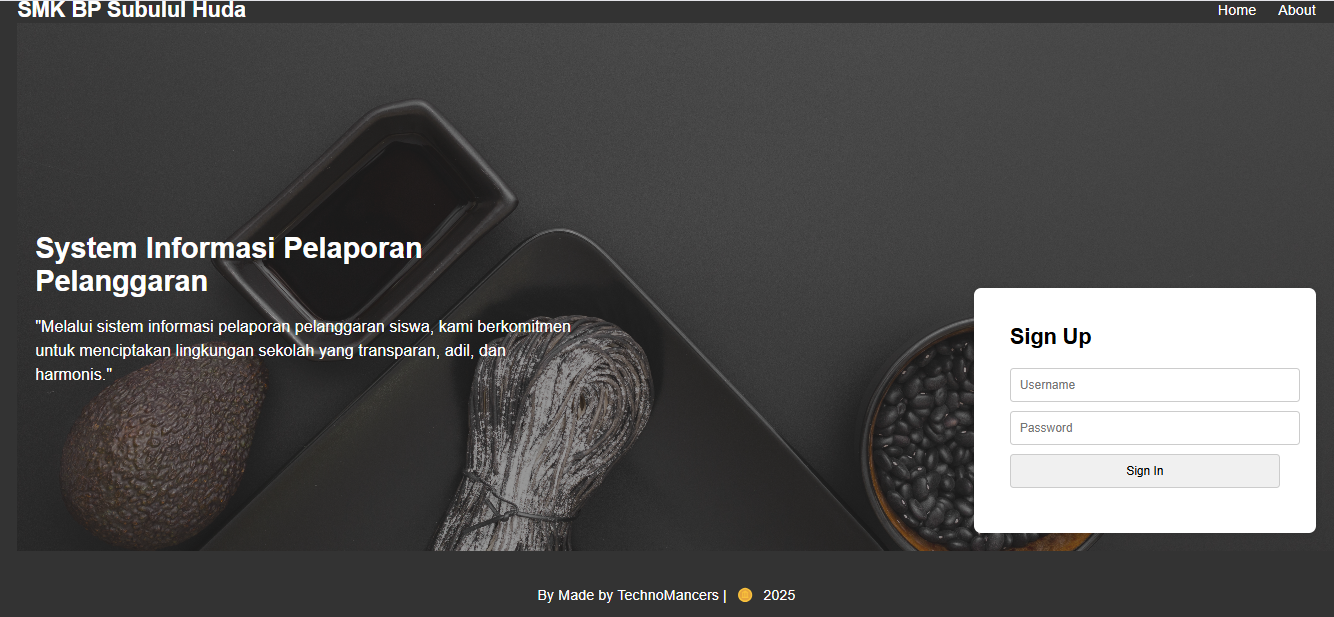 SMK BP Subulul Huda
Home About
System Informasi Pelaporan
Pelanggaran
"Melalui sistem informasi pelaporan pelanggaran siswa, kami berkomitmen
untuk menciptakan lingkungan sekolah yang transparan, adil, dan
harmonis."
Sign Up
Username
Password
Sign In
By Made by TechnoMancers | 2025